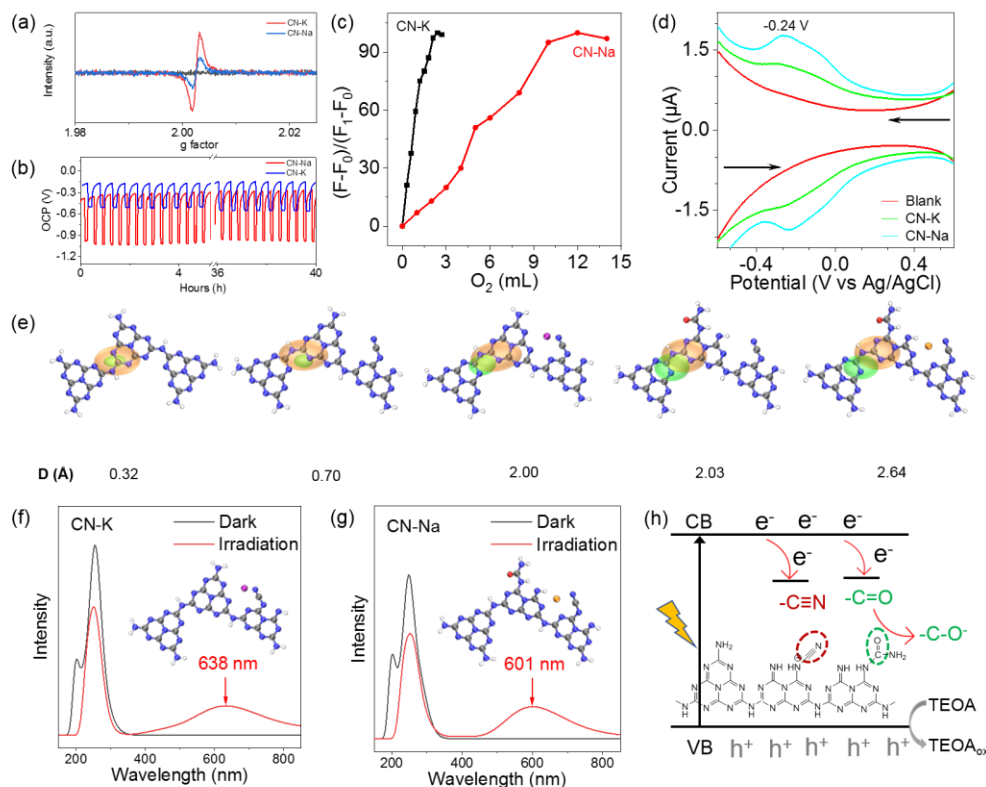 (a)
CN-K
CN-Na
Intensity (a.u.)
1.98 2.00 2.02
g factor
(b)
CN-Na
CN-K
OCP (V)
0.0
-0.3
-0.6
-0.9
-1.2
0 4 36 40
Hours (h)
(c)
CN-K
CN-Na
(F-F₀)/(F₁-F₀)
90
60
30
0
0 3 6 9 12 15
O₂ (mL)
(d)
-0.24 V
Current (µA)
1.5
0.0
-1.5
Blank
CN-K
CN-Na
-0.4 0.0 0.4
Potential (V vs Ag/AgCl)
(e)
D (Å) 0.32 0.70 2.00 2.03 2.64
(f)
CN-K
Dark
Irradiation
638 nm
Intensity
200 400 600 800
Wavelength (nm)
(g)
CN-Na
Dark
Irradiation
601 nm
Intensity
200 400 600 800
Wavelength (nm)
(h)
CB e⁻ e⁻ e⁻
e⁻ e⁻
-C≡N -C=O
-C-O⁻
NH₂ N O
NH NH HN NH HN C NH₂
N N N N N N N N N
N N N N N N N N N
N H N H N H N H
TEOA
VB h⁺ h⁺ h⁺ h⁺ h⁺ TEOAₒₓ